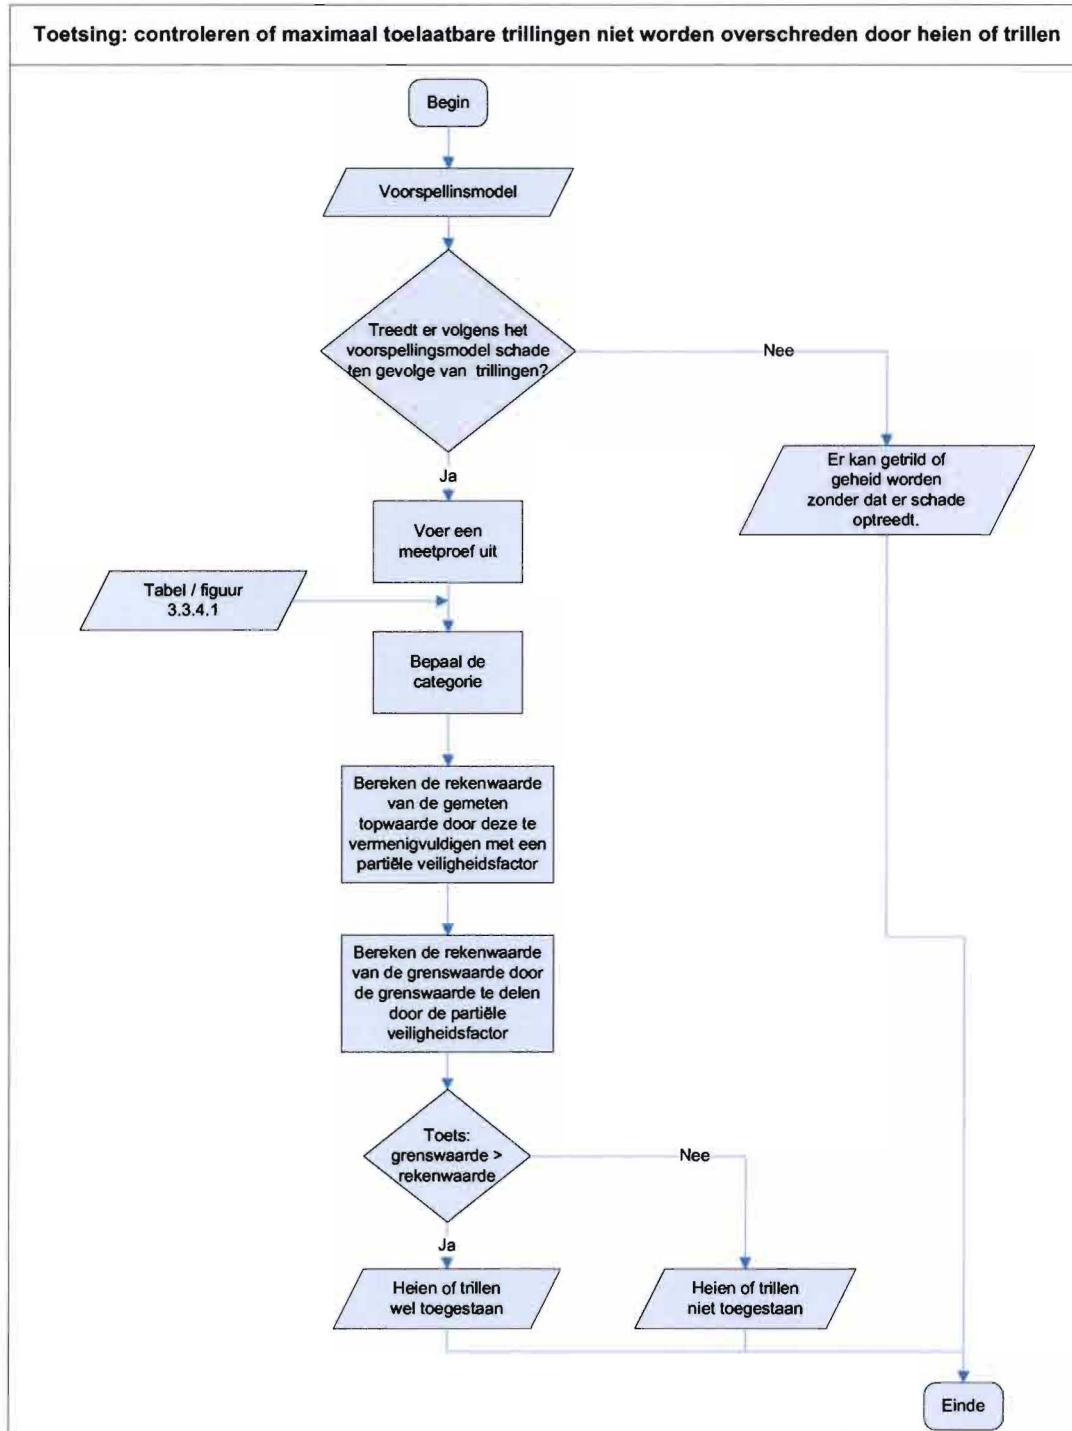 Toetsing: controleren of maximaal toelaatbare trillingen niet worden overschreden door heien of trillen
Begin
Voorspellinsmodel
Treedt er volgens het
voorspellingsmodel schade
ten gevolge van trillingen?
Nee
Er kan getrild of
geheid worden
zonder dat er schade
optreedt.
Ja
Voer een
meetproef uit
Tabel / figuur
3.3.4.1
Bepaal de
categorie
Bereken de rekenwaarde
van de gemeten
topwaarde door deze te
vermenigvuldigen met een
partiële veiligheidsfactor
Bereken de rekenwaarde
van de grenswaarde door
de grenswaarde te delen
door de partiële
veiligheidsfactor
Toets:
grenswaarde >
rekenwaarde
Nee
Ja
Heien of trillen
wel toegestaan
Heien of trillen
niet toegestaan
Einde